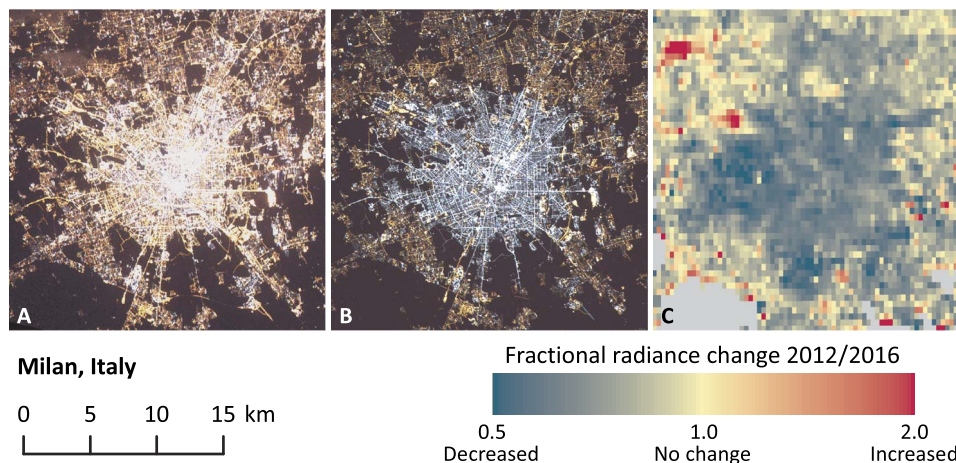 A
B
C
Milan, Italy
0 5 10 15 km
Fractional radiance change 2012/2016
0.5 1.0 2.0
Decreased No change Increased